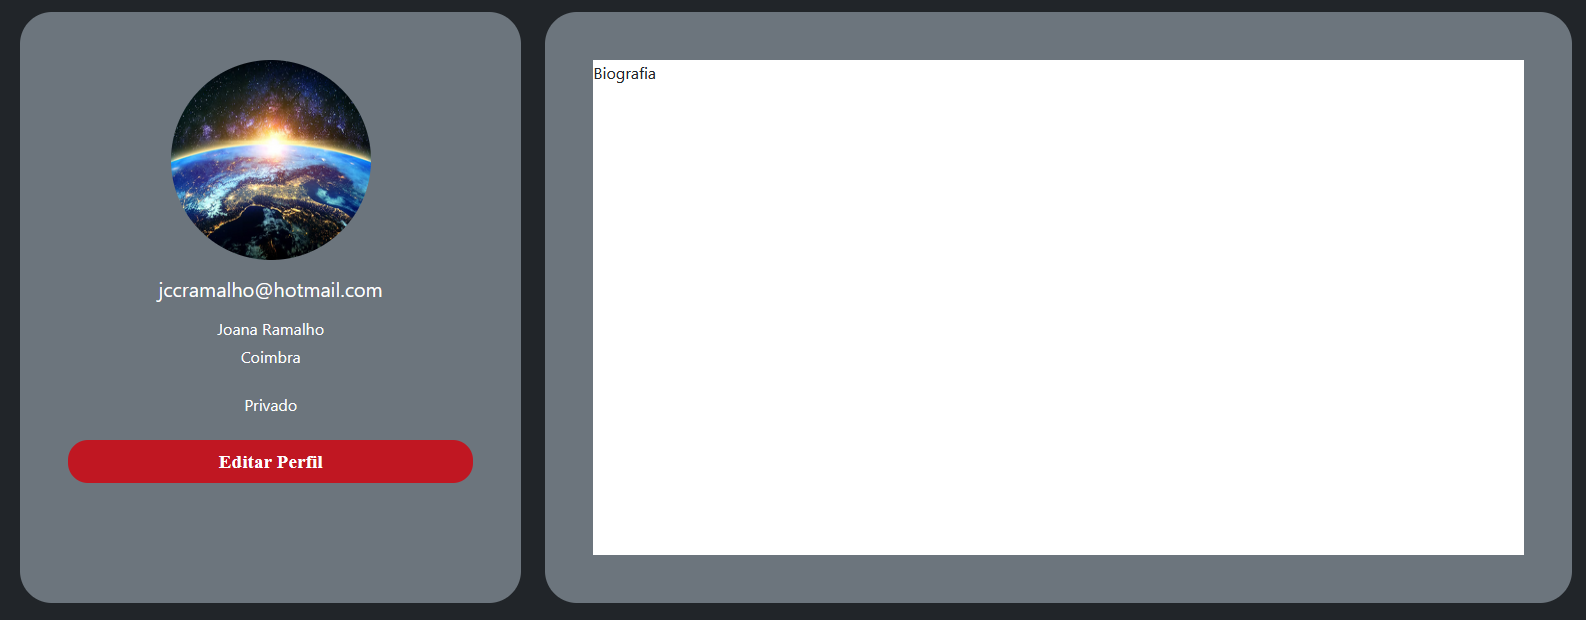 jccramalho@hotmail.com
Joana Ramalho
Coimbra
Privado
Editar Perfil
Biografia